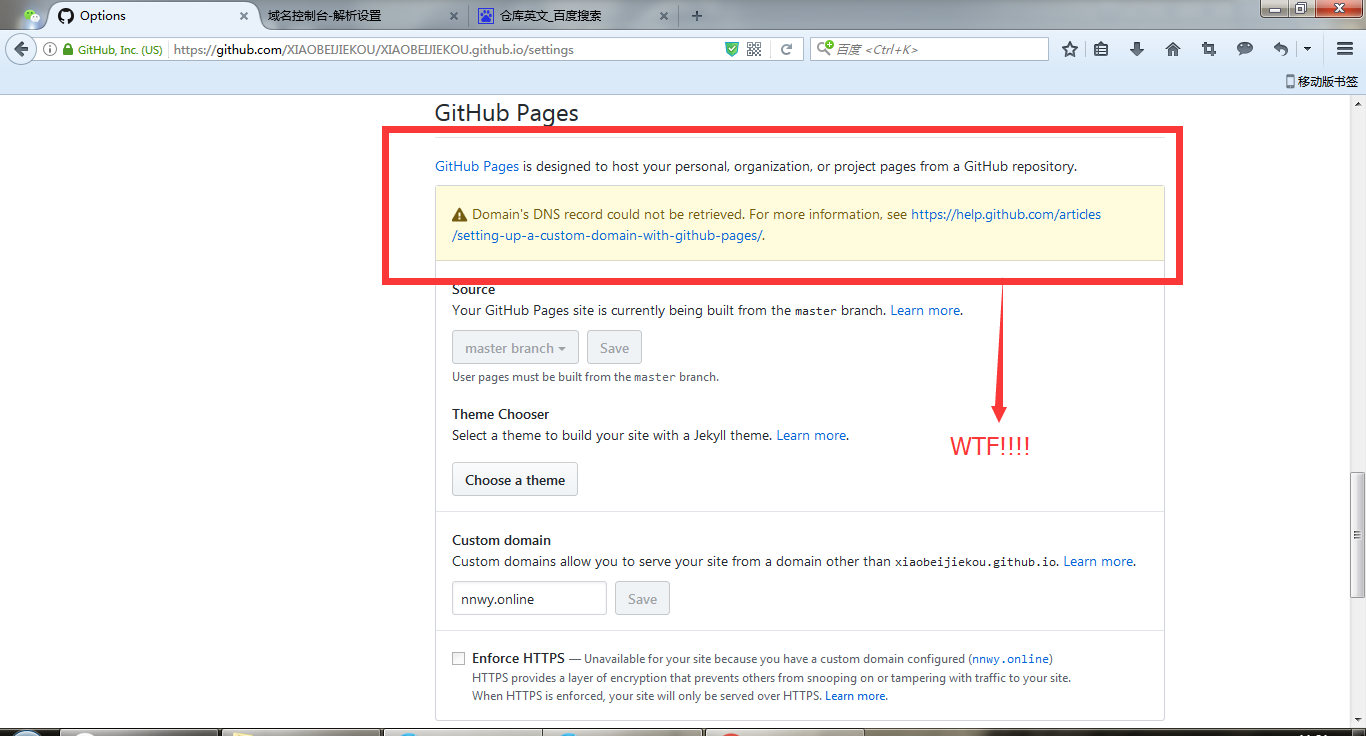 Options
域名控制台-解析设置
仓库英文_百度搜索
GitHub, Inc. (US)
https://github.com/XIAOBEIJIEKOU/XIAOBEIJIEKOU.github.io/settings
百度 <Ctrl+K>
移动版书签
GitHub Pages
GitHub Pages is designed to host your personal, organization, or project pages from a GitHub repository.
Domain's DNS record could not be retrieved. For more information, see https://help.github.com/articles
/setting-up-a-custom-domain-with-github-pages/.
Source
Your GitHub Pages site is currently being built from the master branch. Learn more.
master branch
Save
User pages must be built from the master branch.
Theme Chooser
Select a theme to build your site with a Jekyll theme. Learn more.
WTF!!!!
Choose a theme
Custom domain
Custom domains allow you to serve your site from a domain other than xiaobeijiekou.github.io. Learn more.
nnwy.online
Save
Enforce HTTPS — Unavailable for your site because you have a custom domain configured (nnwy.online)
HTTPS provides a layer of encryption that prevents others from snooping on or tampering with traffic to your site.
When HTTPS is enforced, your site will only be served over HTTPS. Learn more.